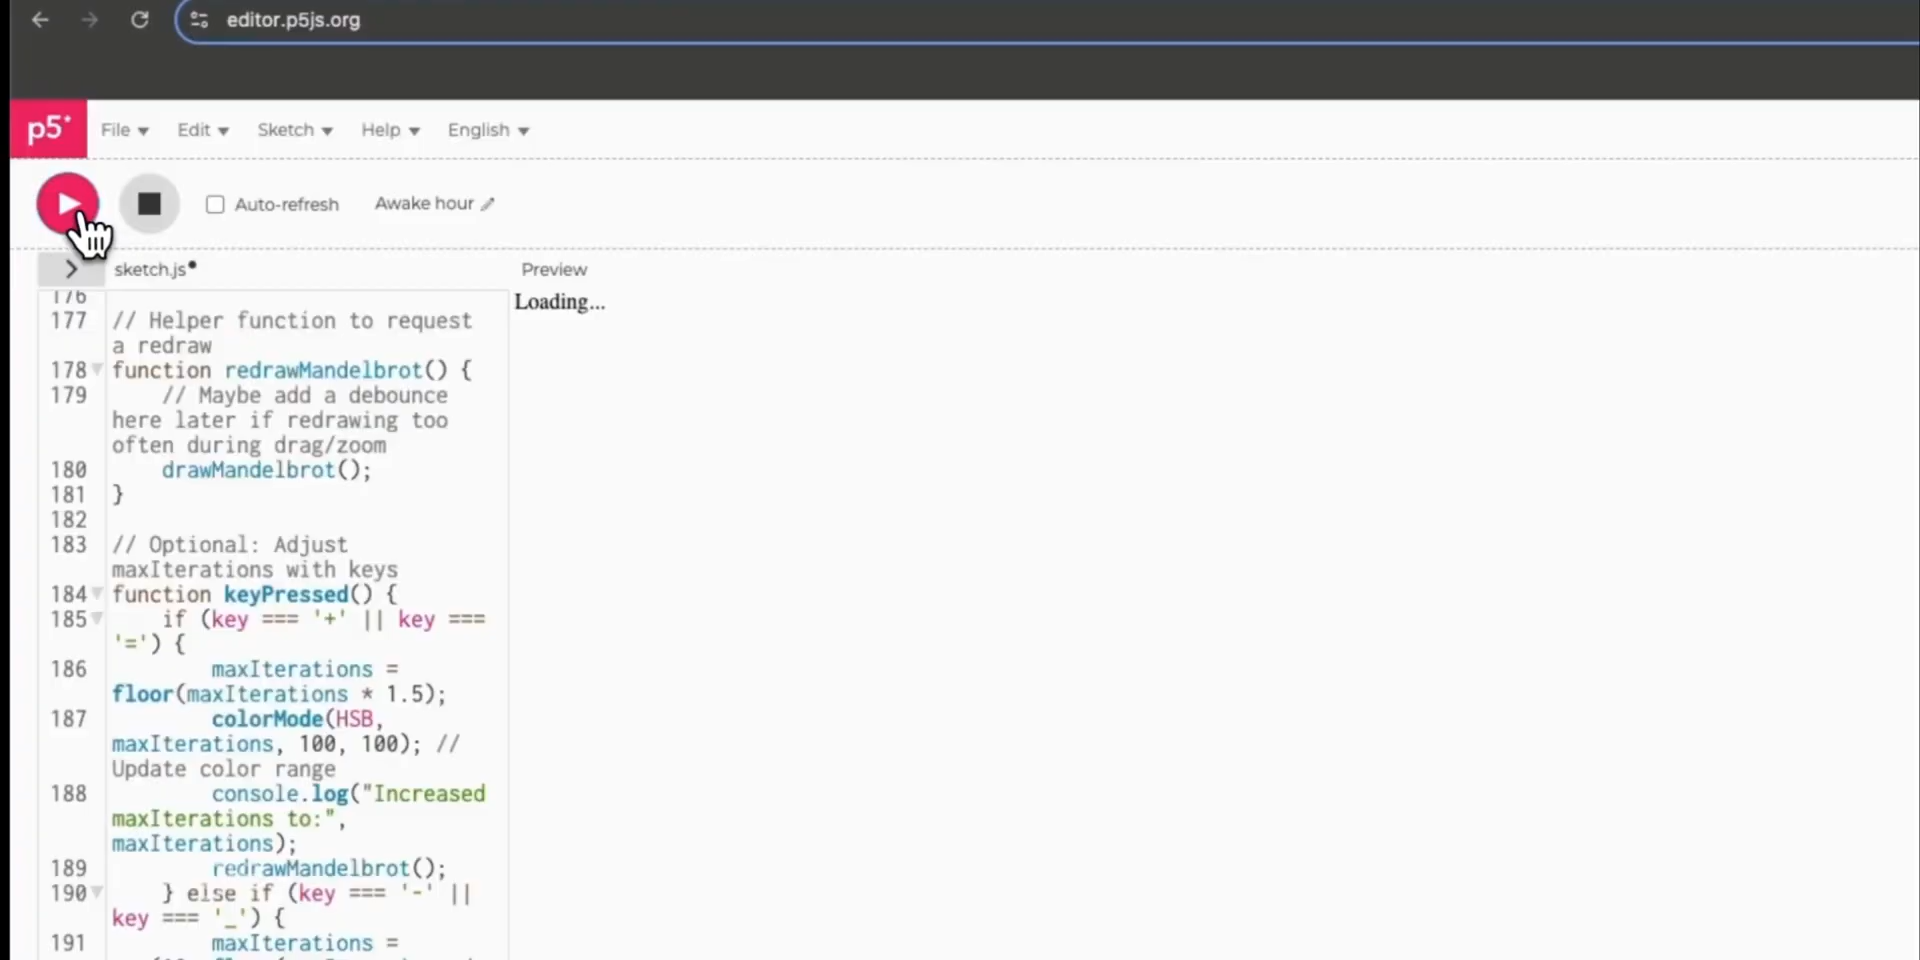 editor.p5js.org
p5* File Edit Sketch Help English
Auto-refresh Awake hour
sketch.js Preview
176 Loading...
177 // Helper function to request
a redraw
178 function redrawMandelbrot() {
179 // Maybe add a debounce
here later if redrawing too
often during drag/zoom
180 drawMandelbrot();
181 }
182
183 // Optional: Adjust
maxIterations with keys
184 function keyPressed() {
185 if (key === '+' || key ===
'=') {
186 maxIterations =
floor(maxIterations * 1.5);
187 colorMode(HSB,
maxIterations, 100, 100); //
Update color range
188 console.log("Increased
maxIterations to:",
maxIterations);
189 redrawMandelbrot();
190 } else if (key === '-' ||
key === '_') {
191 maxIterations =